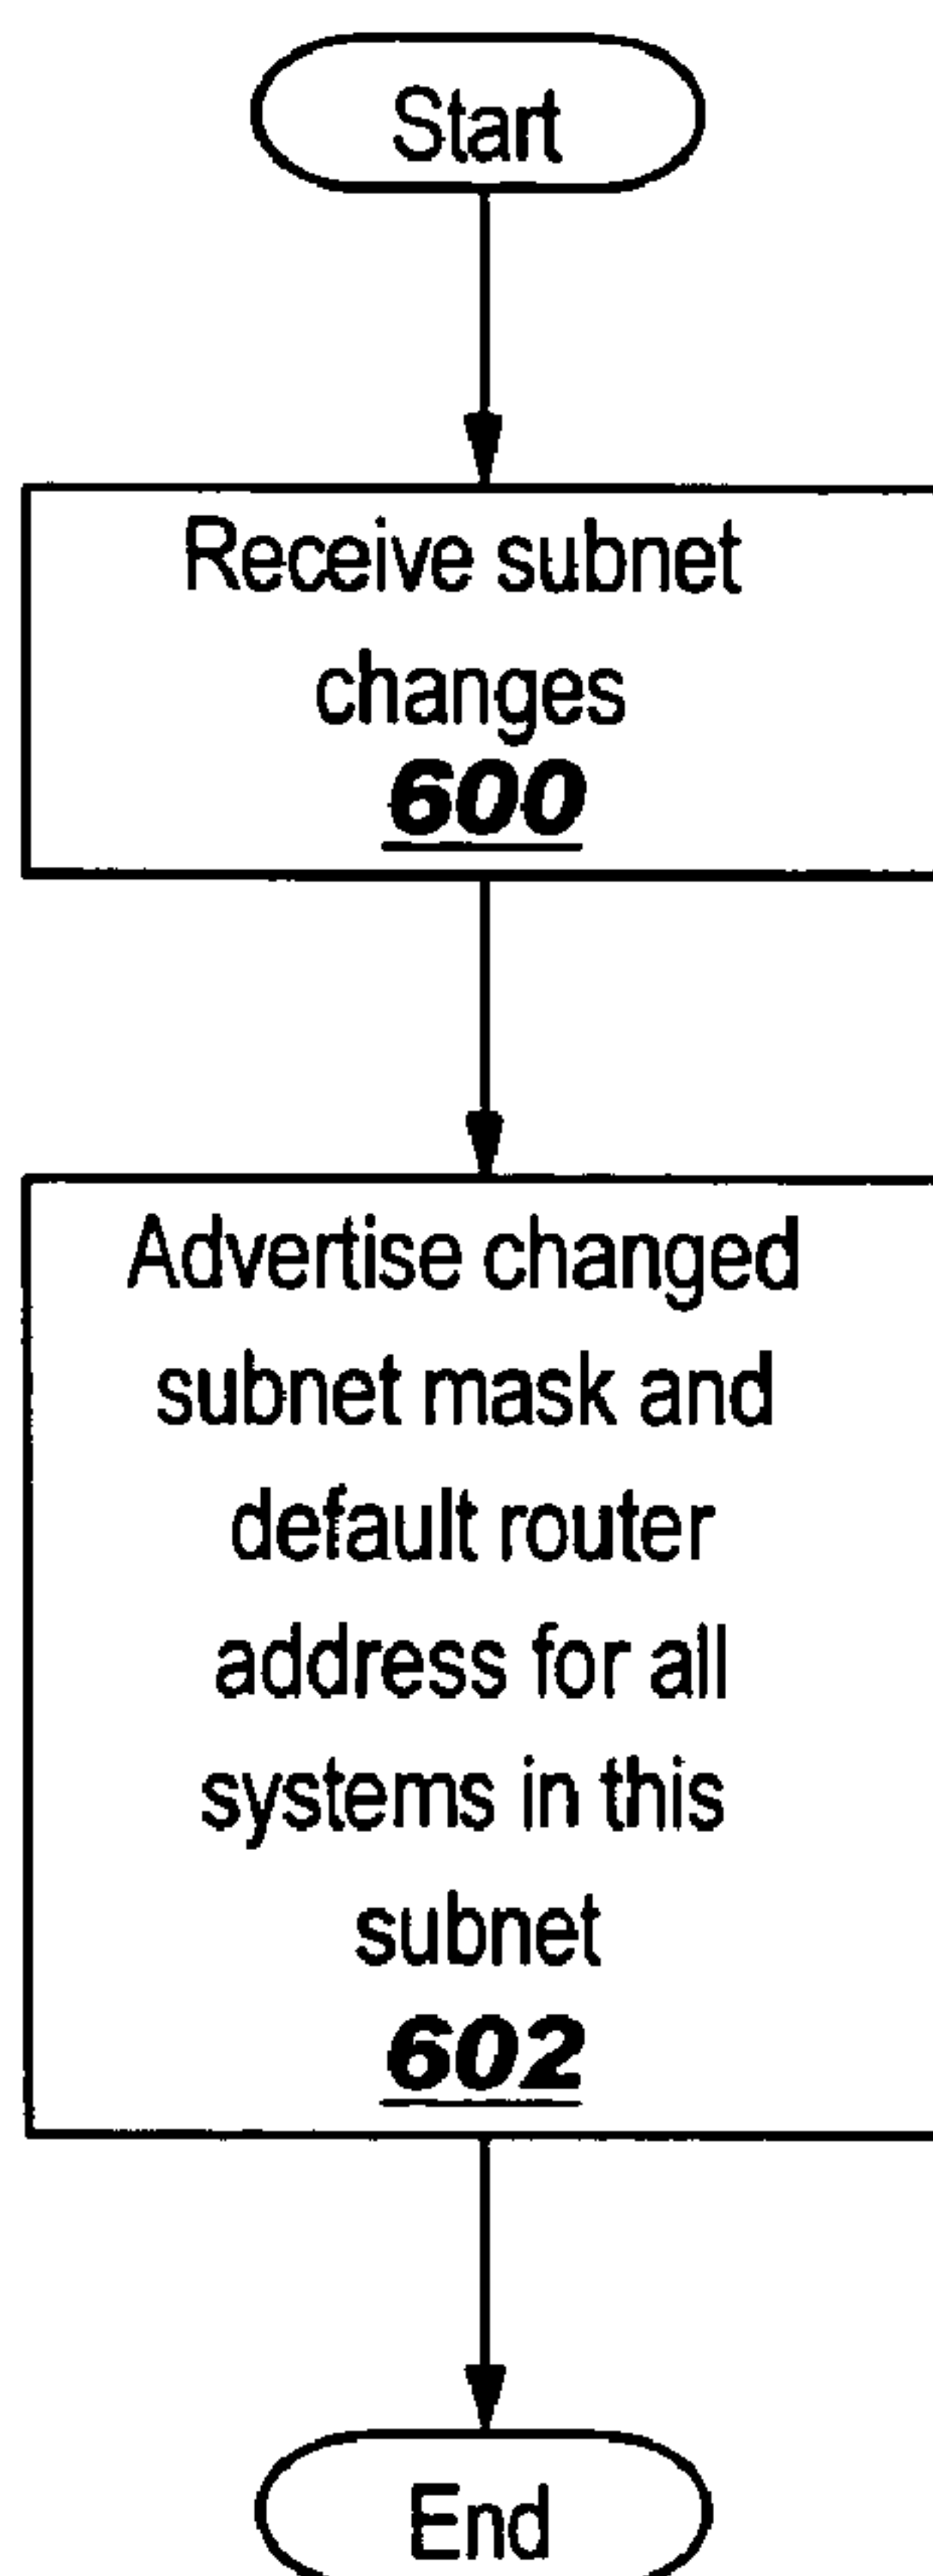 Start
Receive subnet
changes
600
Advertise changed
subnet mask and
default router
address for all
systems in this
subnet
602
End